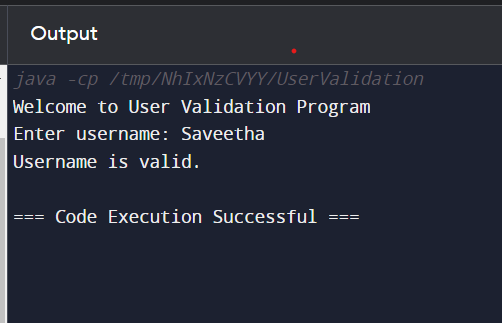 Output
java -cp /tmp/NhIxNzCVYY/UserValidation
Welcome to User Validation Program
Enter username: Saveetha
Username is valid.
=== Code Execution Successful ===